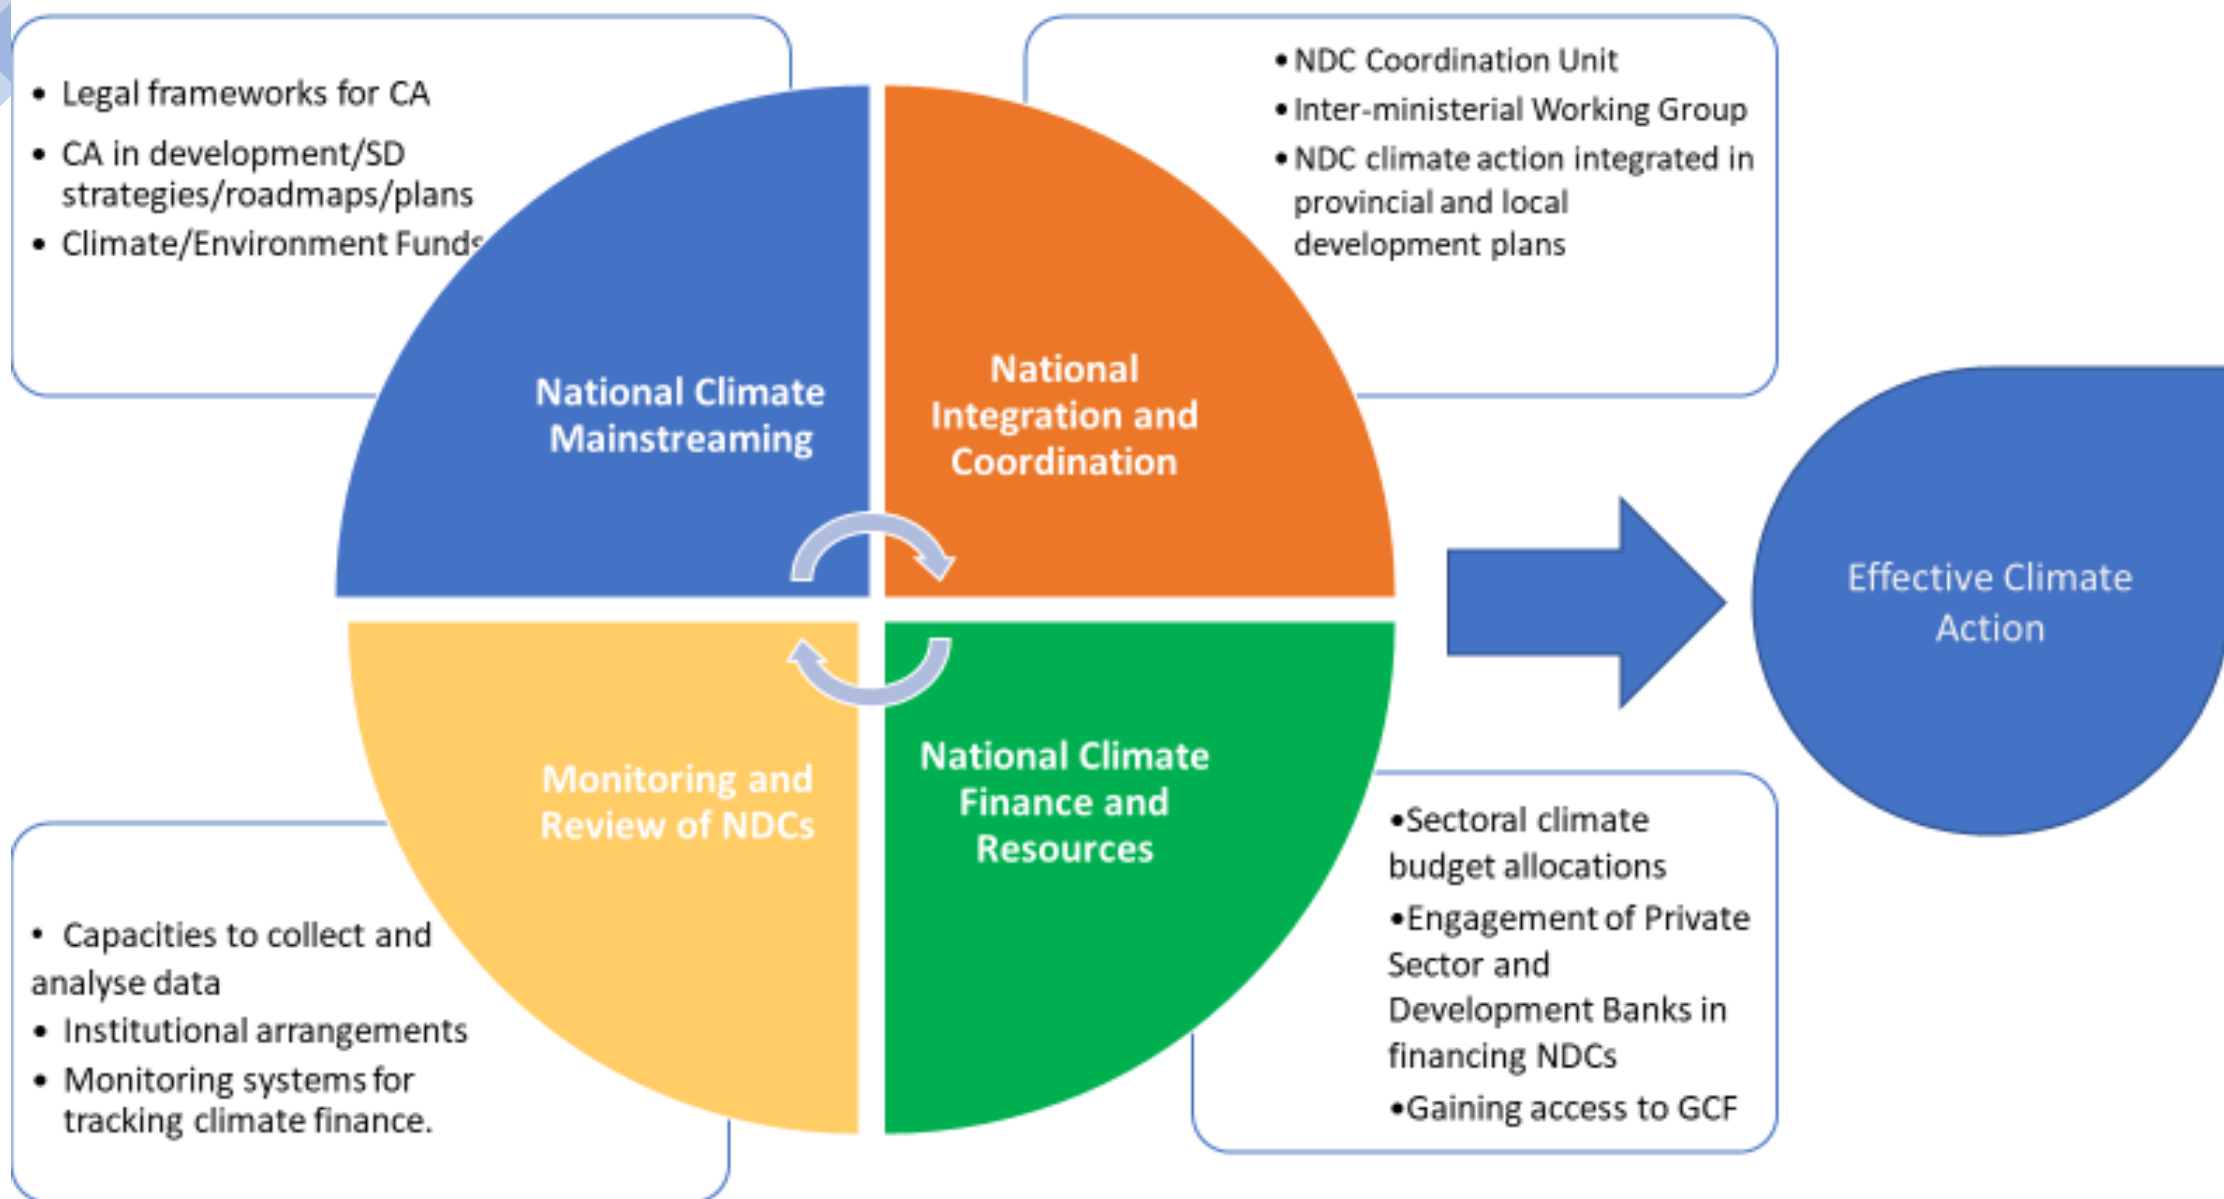 • Legal frameworks for CA
• CA in development/SD
strategies/roadmaps/plans
• Climate/Environment Funds
•NDC Coordination Unit
•Inter-ministerial Working Group
•NDC climate action integrated in
provincial and local
development plans
National Climate
Mainstreaming
National
Integration and
Coordination
Effective Climate
Action
Monitoring and
Review of NDCs
National Climate
Finance and
Resources
• Capacities to collect and
analyse data
• Institutional arrangements
• Monitoring systems for
tracking climate finance.
•Sectoral climate
budget allocations
•Engagement of Private
Sector and
Development Banks in
financing NDCs
•Gaining access to GCF